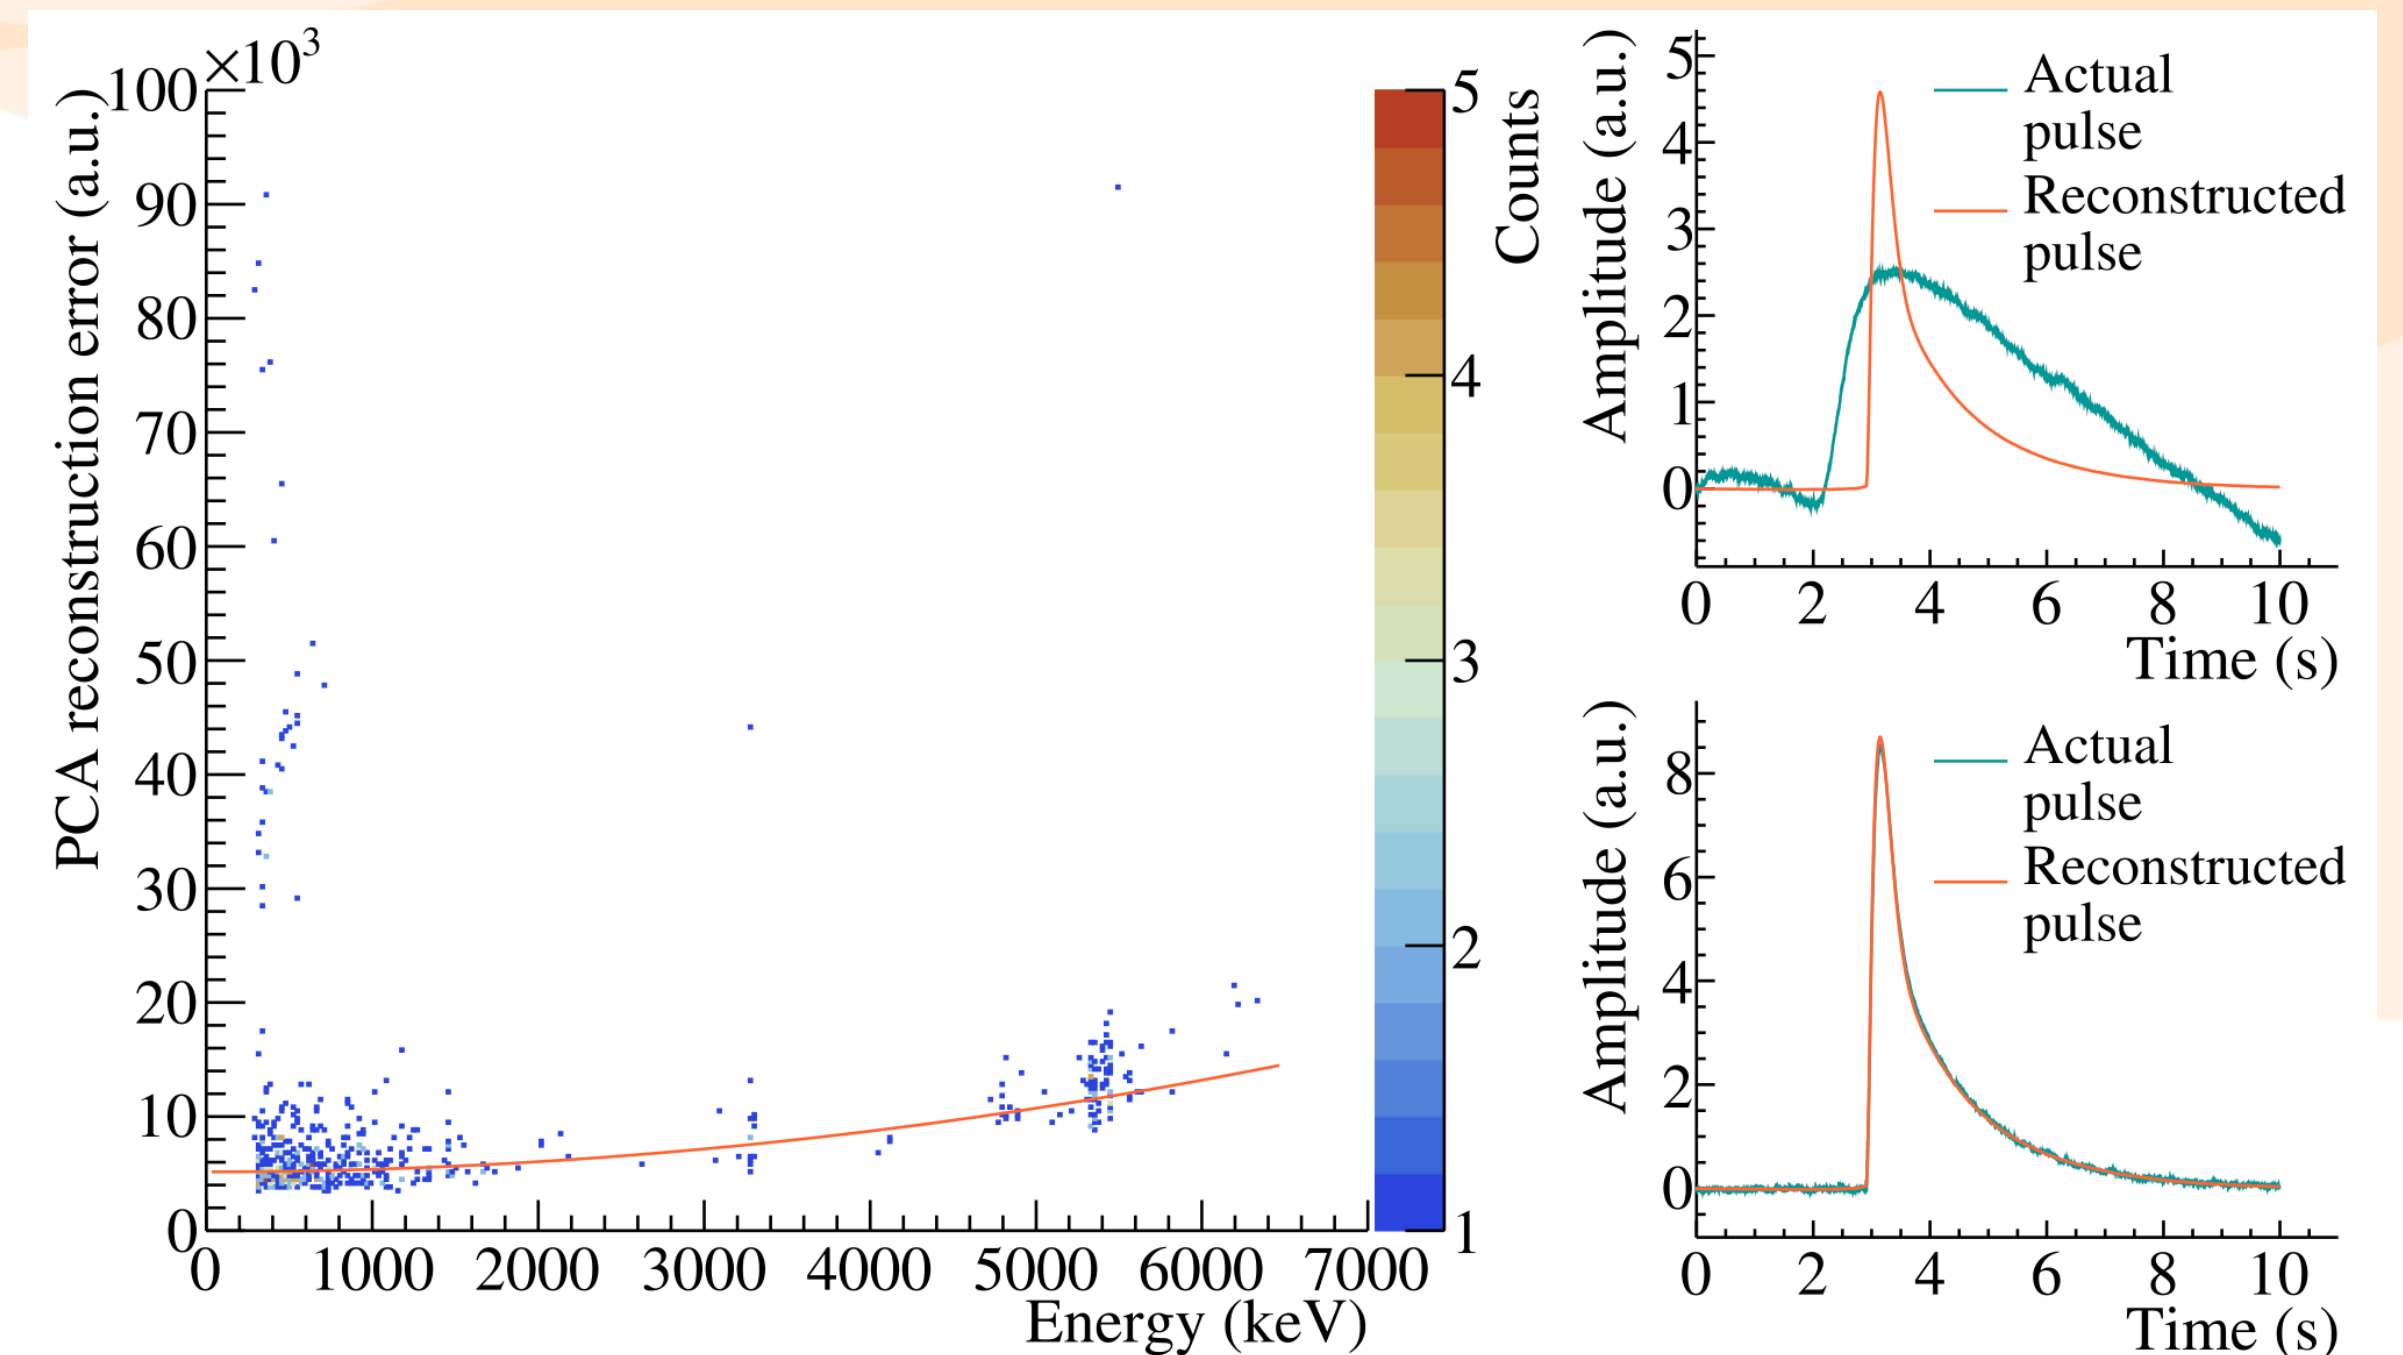 ×10³
100
90
80
70
60
50
40
30
20
10
0
PCA reconstruction error (a.u.)
0 1000 2000 3000 4000 5000 6000 7000
Energy (keV)
5
4
3
2
1
Counts
5
4
3
2
1
0
Amplitude (a.u.)
Actual
pulse
Reconstructed
pulse
0 2 4 6 8 10
Time (s)
8
6
4
2
0
Amplitude (a.u.)
Actual
pulse
Reconstructed
pulse
0 2 4 6 8 10
Time (s)